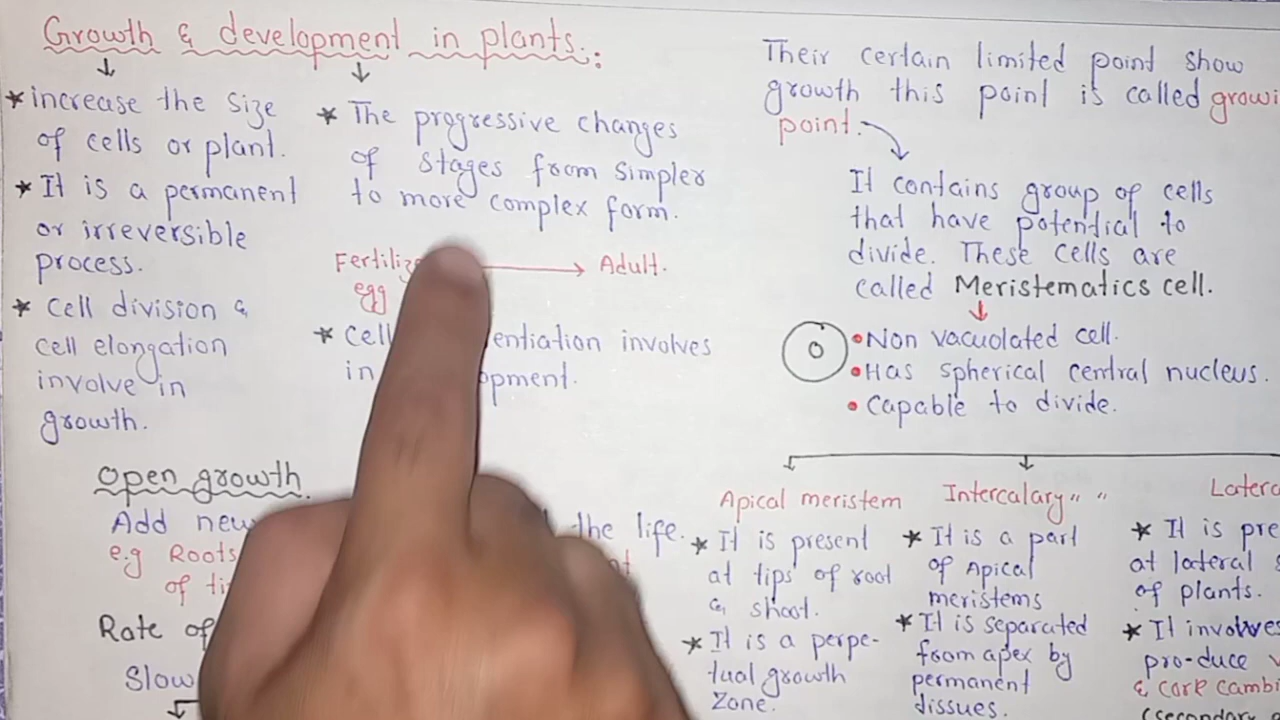 Growth & development in plants.:
* increase the size
of cells or plant.
* It is a permanent
or irreversible
process.
* Cell division &
cell elongation
involve in
growth.
* The progressive changes
of stages from simpler
to more complex form.
Adult.
egg
* Cell involves
in
Open growth.
Add new the life.
e.g Roots
of
Rate of
Slow
Their certain limited point show
growth this point is called
point.
It contains group of cells
that have potential to
divide. These cells are
called Meristematics cell.
• Non vacuolated cell.
• Has spherical central nucleus.
• Capable to divide.
Apical meristem
* It is present
at tips of root
& shoot.
* It is a perpe-
tual growth
zone.
Intercalary " "
* It is a part
of Apical
meristems
* It is separated
from apex by
permanent
tissues.
* It is
at lateral
of plants.
* It involves
pro-duce
& cork
(secondary